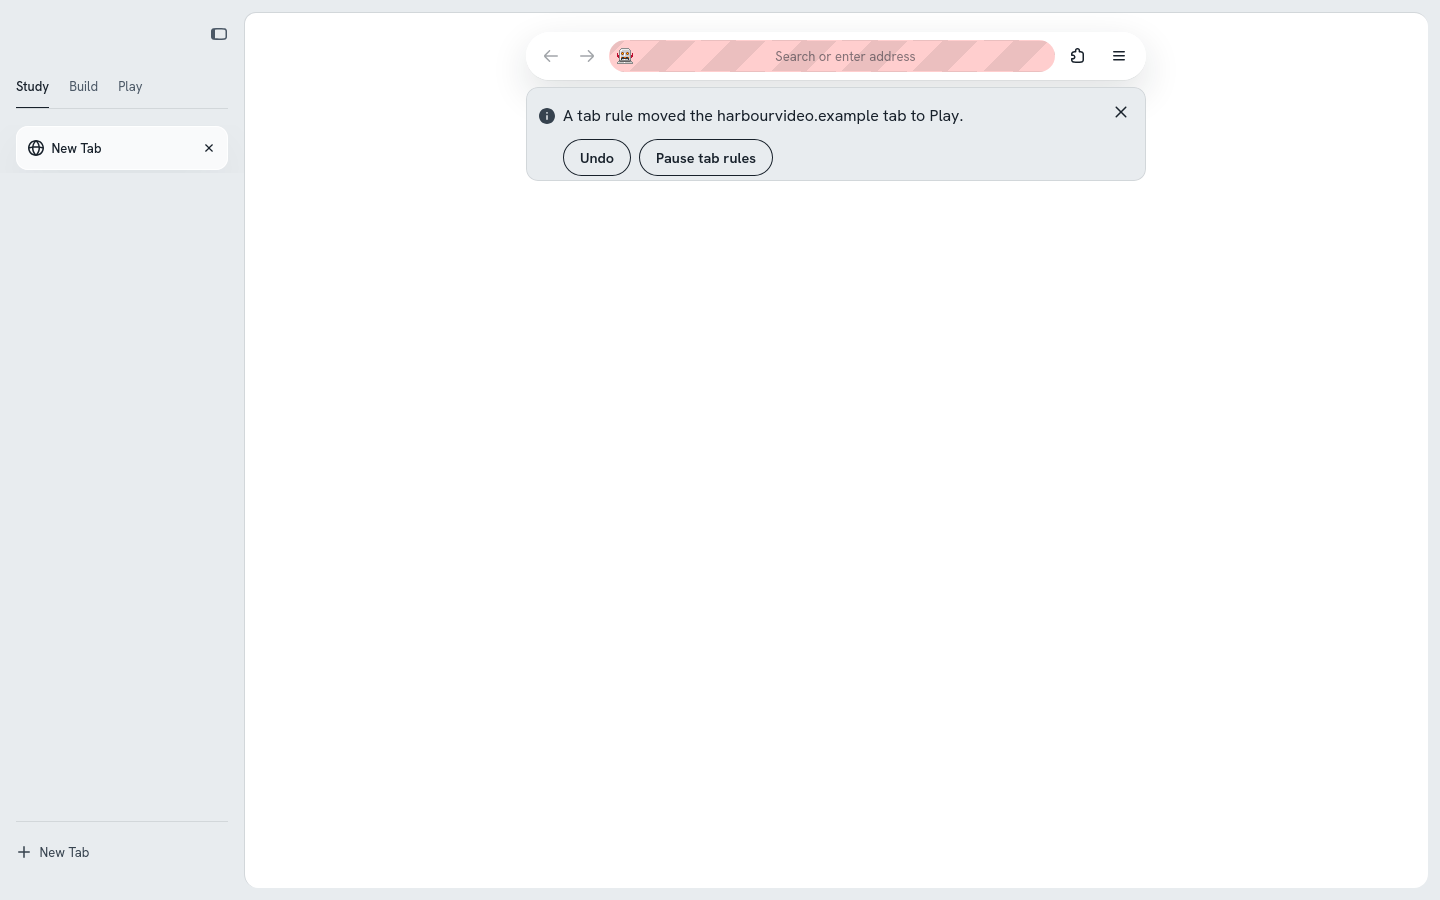 Search or enter address
Study Build Play
A tab rule moved the harbourvideo.example tab to Play.
New Tab
Undo Pause tab rules
New Tab